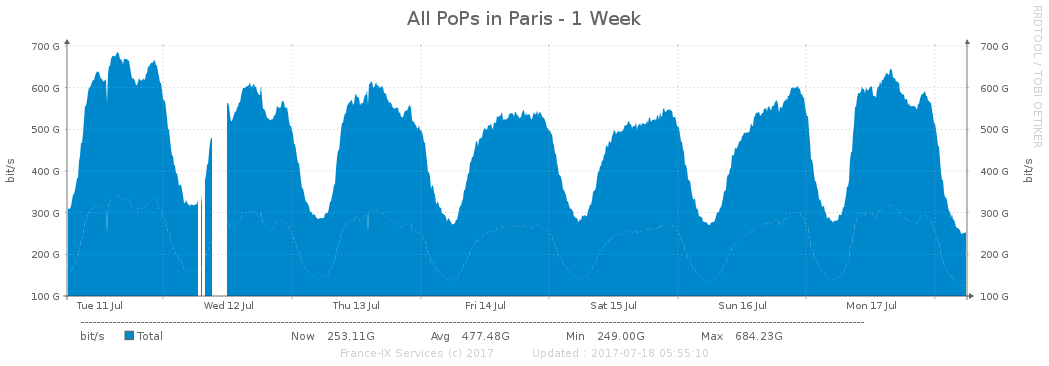 All PoPs in Paris - 1 Week
RRDTOOL / TOBI OETIKER
700 G 700 G
600 G 600 G
500 G 500 G
400 G 400 G
300 G 300 G
200 G 200 G
100 G 100 G
bit/s bit/s
Tue 11 Jul Wed 12 Jul Thu 13 Jul Fri 14 Jul Sat 15 Jul Sun 16 Jul Mon 17 Jul
bit/s Total Now 253.11G Avg 477.48G Min 249.00G Max 684.23G
France-IX Services (c) 2017 Updated : 2017-07-18 05:55:10